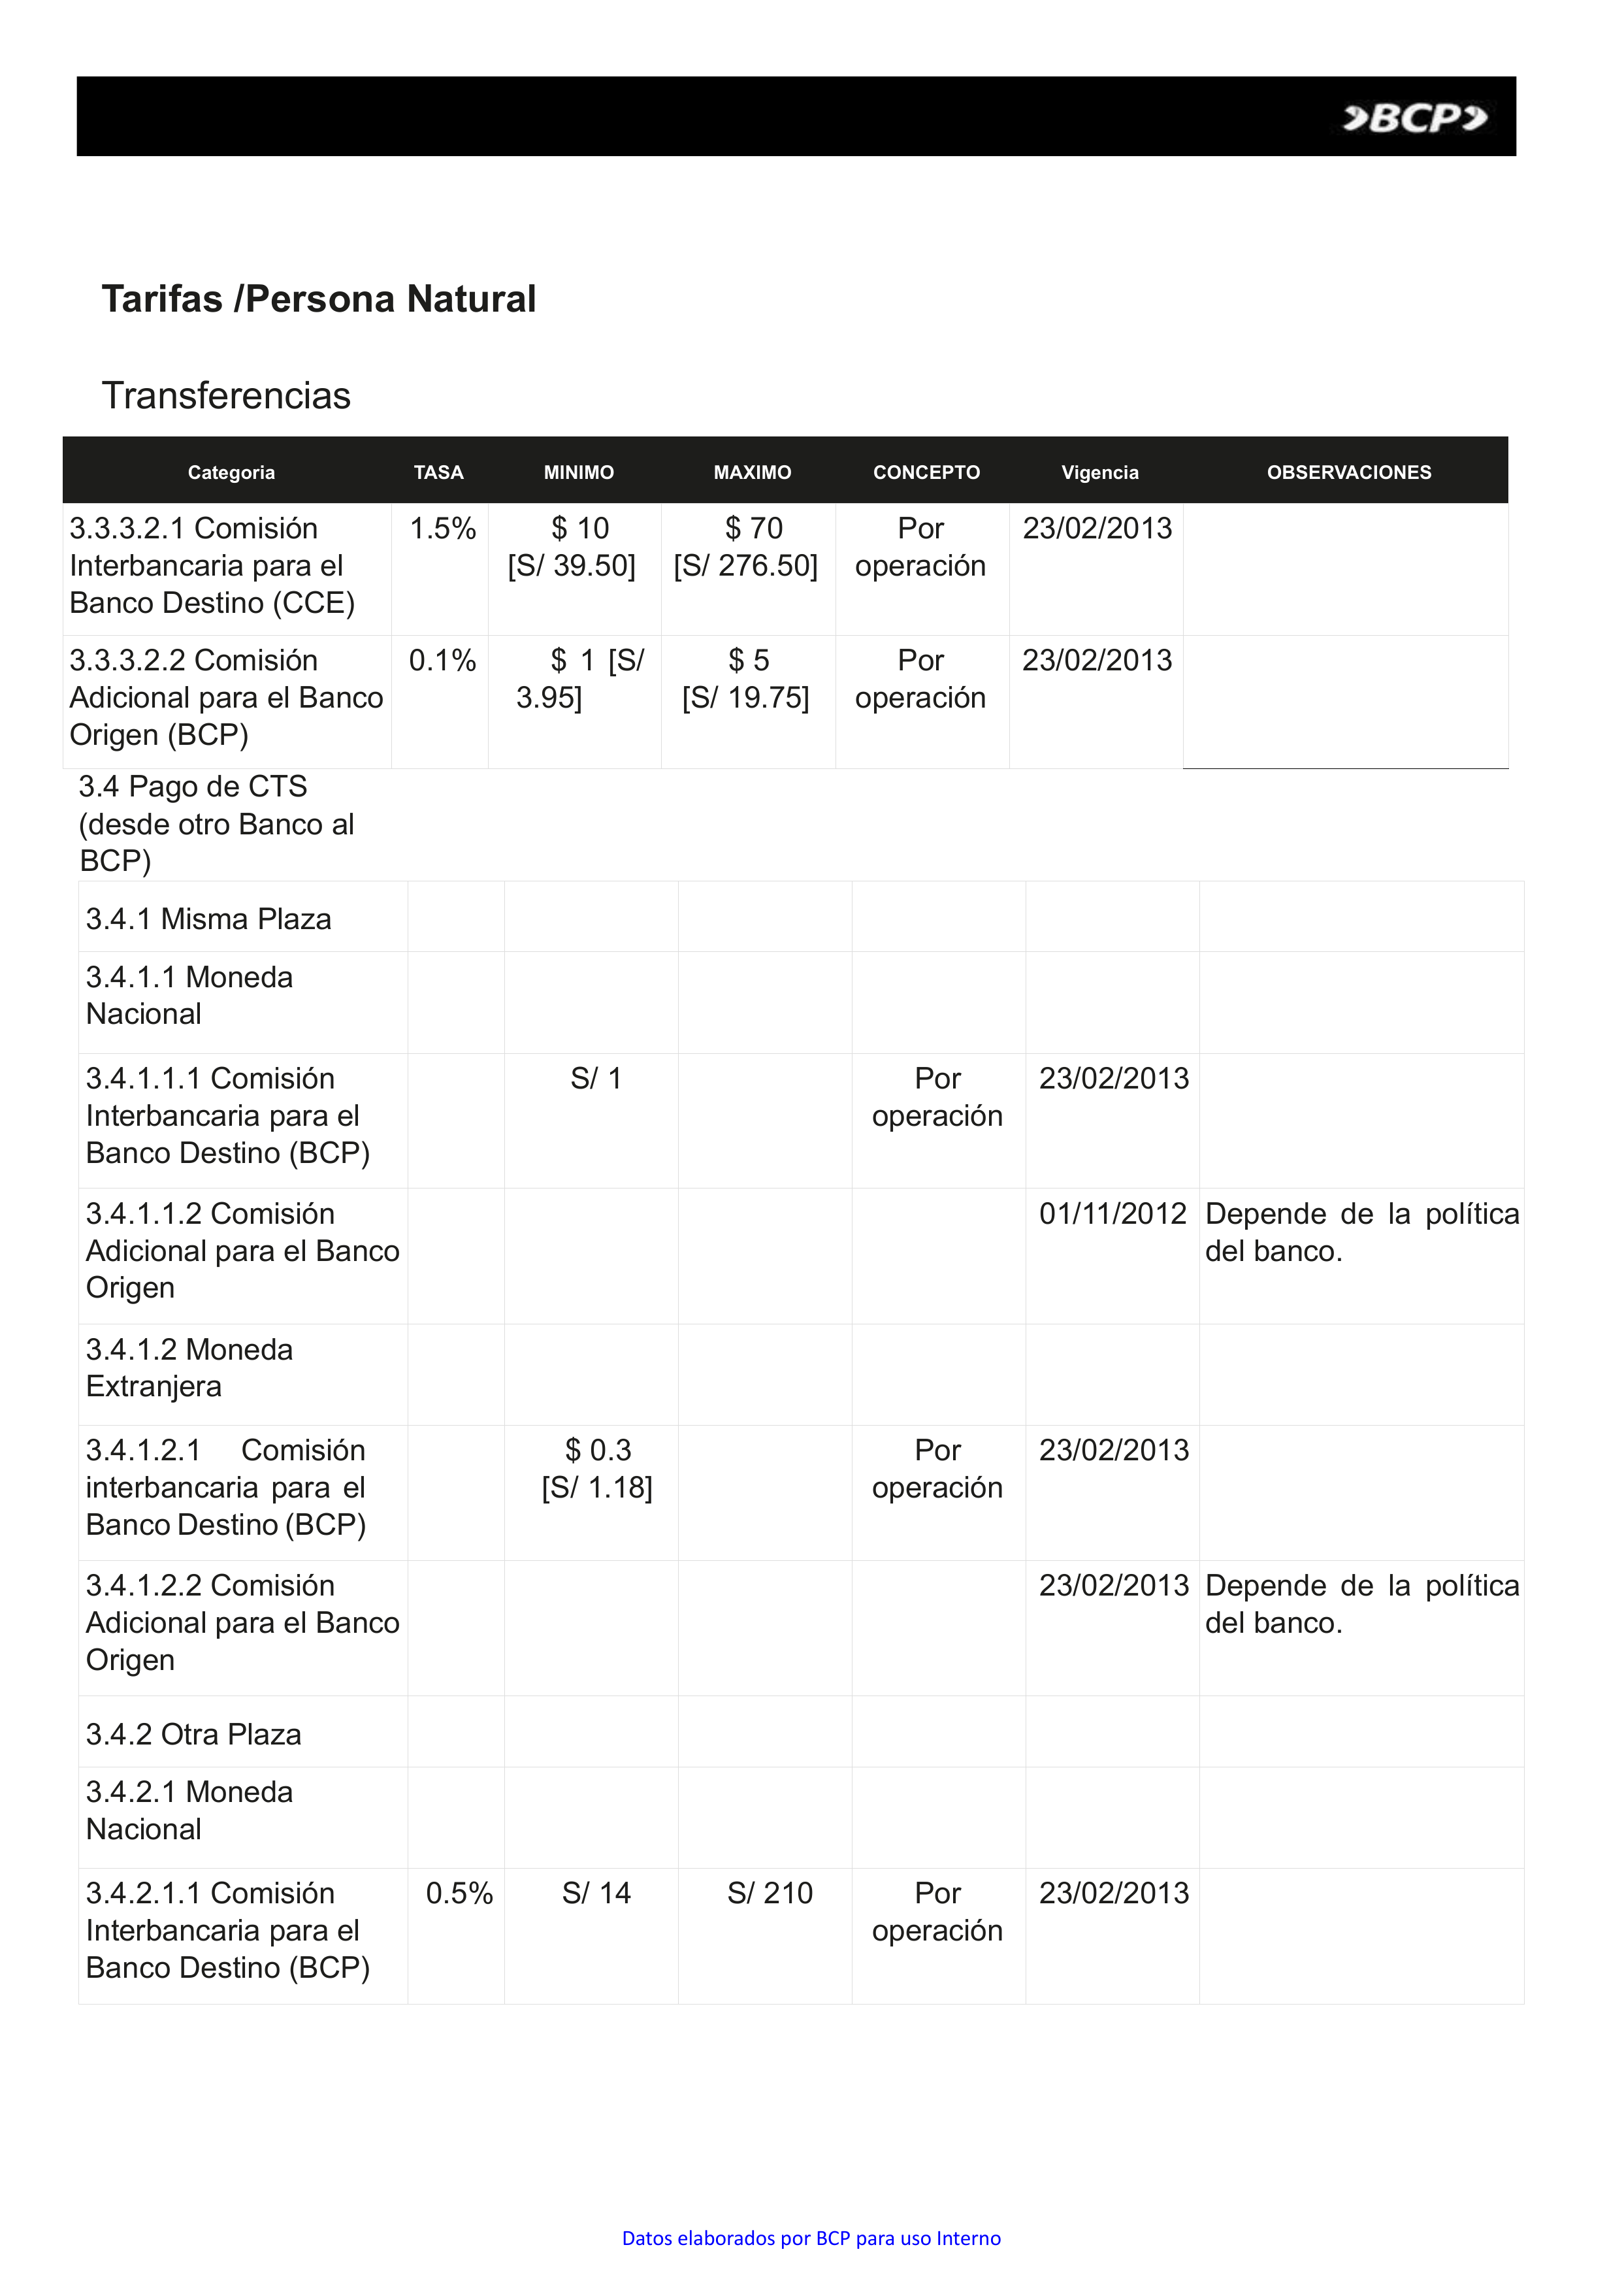 BCP
Tarifas /Persona Natural
Transferencias
Categoria TASA MINIMO MAXIMO CONCEPTO Vigencia OBSERVACIONES
3.3.3.2.1 Comisión 1.5% $ 10 $ 70 Por 23/02/2013
Interbancaria para el [S/ 39.50] [S/ 276.50] operación
Banco Destino (CCE)
3.3.3.2.2 Comisión 0.1% $ 1 [S/ $ 5 Por 23/02/2013
Adicional para el Banco 3.95] [S/ 19.75] operación
Origen (BCP)
3.4 Pago de CTS
(desde otro Banco al
BCP)
3.4.1 Misma Plaza
3.4.1.1 Moneda
Nacional
3.4.1.1.1 Comisión S/ 1 Por 23/02/2013
Interbancaria para el operación
Banco Destino (BCP)
3.4.1.1.2 Comisión 01/11/2012 Depende de la política
Adicional para el Banco del banco.
Origen
3.4.1.2 Moneda
Extranjera
3.4.1.2.1 Comisión $ 0.3 Por 23/02/2013
interbancaria para el [S/ 1.18] operación
Banco Destino (BCP)
3.4.1.2.2 Comisión 23/02/2013 Depende de la política
Adicional para el Banco del banco.
Origen
3.4.2 Otra Plaza
3.4.2.1 Moneda
Nacional
3.4.2.1.1 Comisión 0.5% S/ 14 S/ 210 Por 23/02/2013
Interbancaria para el operación
Banco Destino (BCP)
Datos elaborados por BCP para uso Interno